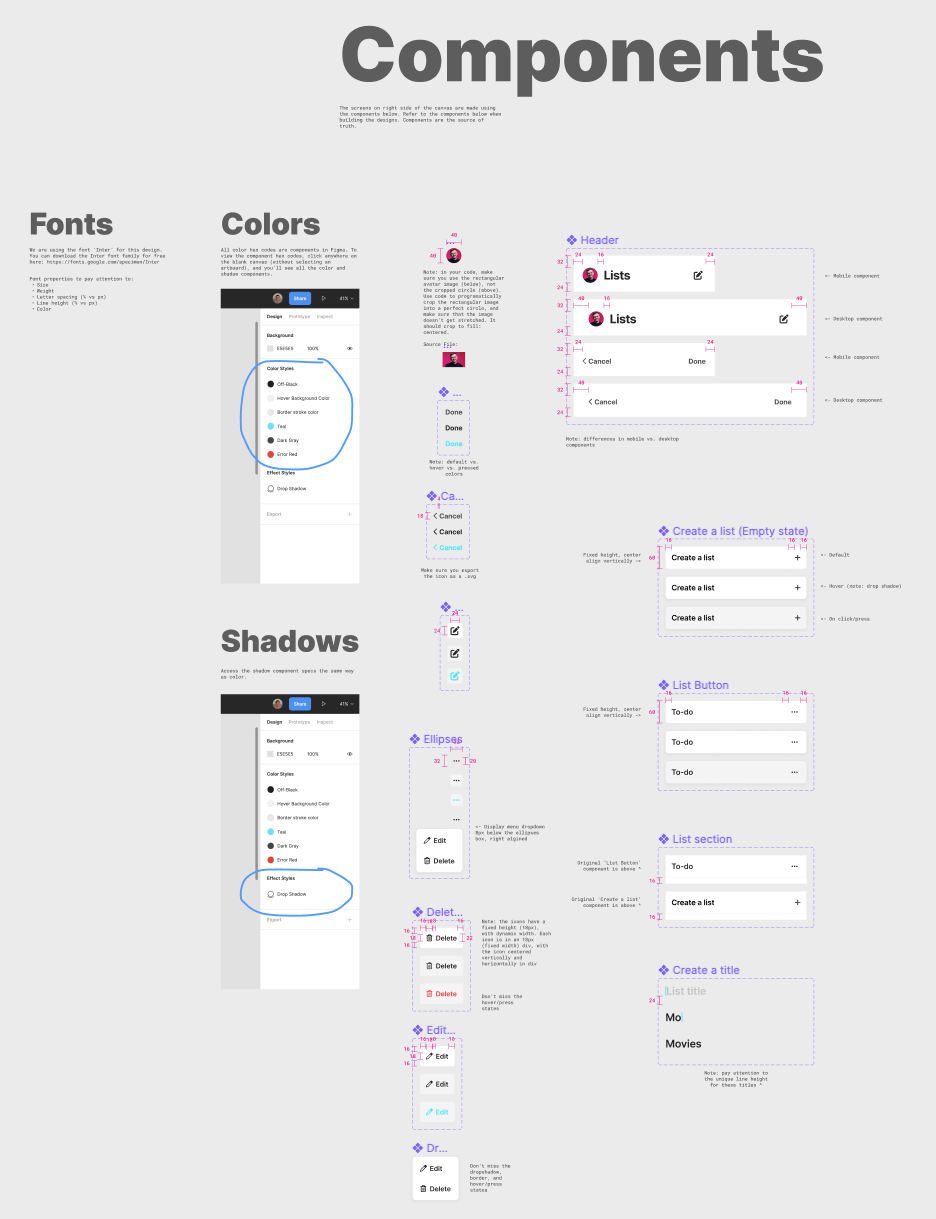 Components
The screens on right side of the canvas are made using
the components below. Refer to the components below when
building the designs. Components are the source of
truth.
Fonts
We are using the font 'Inter' for this design.
You can download the Inter font family for free
here: https://fonts.google.com/specimen/Inter
Font properties to pay attention to:
- Size
- Weight
- Letter spacing (% vs px)
- Line height (% vs px)
- Color
Colors
All color hex codes are components in Figma. To
view the component hex codes, click anywhere on
the blank canvas (without selecting an
artboard), and you'll see all the color and
shadow components.
Share
41%
Design Prototype Inspect
Background
E5E5E5 100%
Color Styles
Off-Black
Hover Background Color
Border stroke color
Teal
Dark Gray
Error Red
Effect Styles
Drop Shadow
Export
Shadows
Access the shadow component specs the same way
as color.
Share
41%
Design Prototype Inspect
Background
E5E5E5 100%
Color Styles
Off-Black
Hover Background Color
Border stroke color
Teal
Dark Gray
Error Red
Effect Styles
Drop Shadow
Export
40
...
40
Note: in your code, make
sure you use the rectangular
avatar image (below), not
the cropped circle (above).
Use code to programatically
crop the rectangular image
into a perfect circle, and
make sure that the image
doesn't get stretched. It
should crop to fill:
centered.
Source File:
...
Done
Done
Done
Note: default vs.
hover vs. pressed
colors
Ca...
18
Cancel
Cancel
Cancel
Make sure you export
the icon as a .svg
...
24
24
Ellipses
32
20
<- Display menu dropdown
8px below the ellipses
box, right aligined
Edit
Delete
Delet...
16
16
18
16
Delete
22
Delete
Delete
Note: the icons have a
fixed height (18px),
with dynamic width. Each
icon is in an 18px
(fixed width) div, with
the icon centered
vertically and
horizontally in div
Don't miss the
hover/press
states
Edit...
16
16
16
18
16
Edit
Edit
Edit
Dr...
Edit
Delete
Don't miss the
dropshadow,
border, and
hover/press
states
Header
24 16 24
32
24
Lists
<- Mobile component
40 16
32
24
Lists
<- Desktop component
24 24
32
24
Cancel Done
<- Mobile component
40 40
32
24
Cancel Done
<- Desktop component
Note: differences in mobile vs. desktop
components
Create a list (Empty state)
16 16 16
Fixed height, center
align vertically ->
60
Create a list
<- Default
Create a list
<- Hover (note: drop shadow)
Create a list
<- On click/press
List Button
16 16 16
Fixed height, center
align vertically ->
60
To-do
To-do
To-do
List section
Original 'List Button'
component is above ^
To-do
16
Original 'Create a list'
component is above ^
Create a list
16
Create a title
List title
24
Mo
Movies
Note: pay attention to
the unique line height
for these titles ^